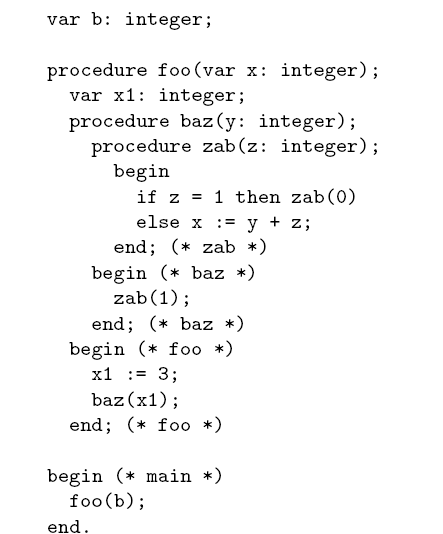 var b: integer;

procedure foo(var x: integer);
  var x1: integer;
  procedure baz(y: integer);
    procedure zab(z: integer);
      begin
        if z = 1 then zab(0)
        else x := y + z;
      end; (* zab *)
    begin (* baz *)
      zab(1);
    end; (* baz *)
  begin (* foo *)
    x1 := 3;
    baz(x1);
  end; (* foo *)

begin (* main *)
  foo(b);
end.